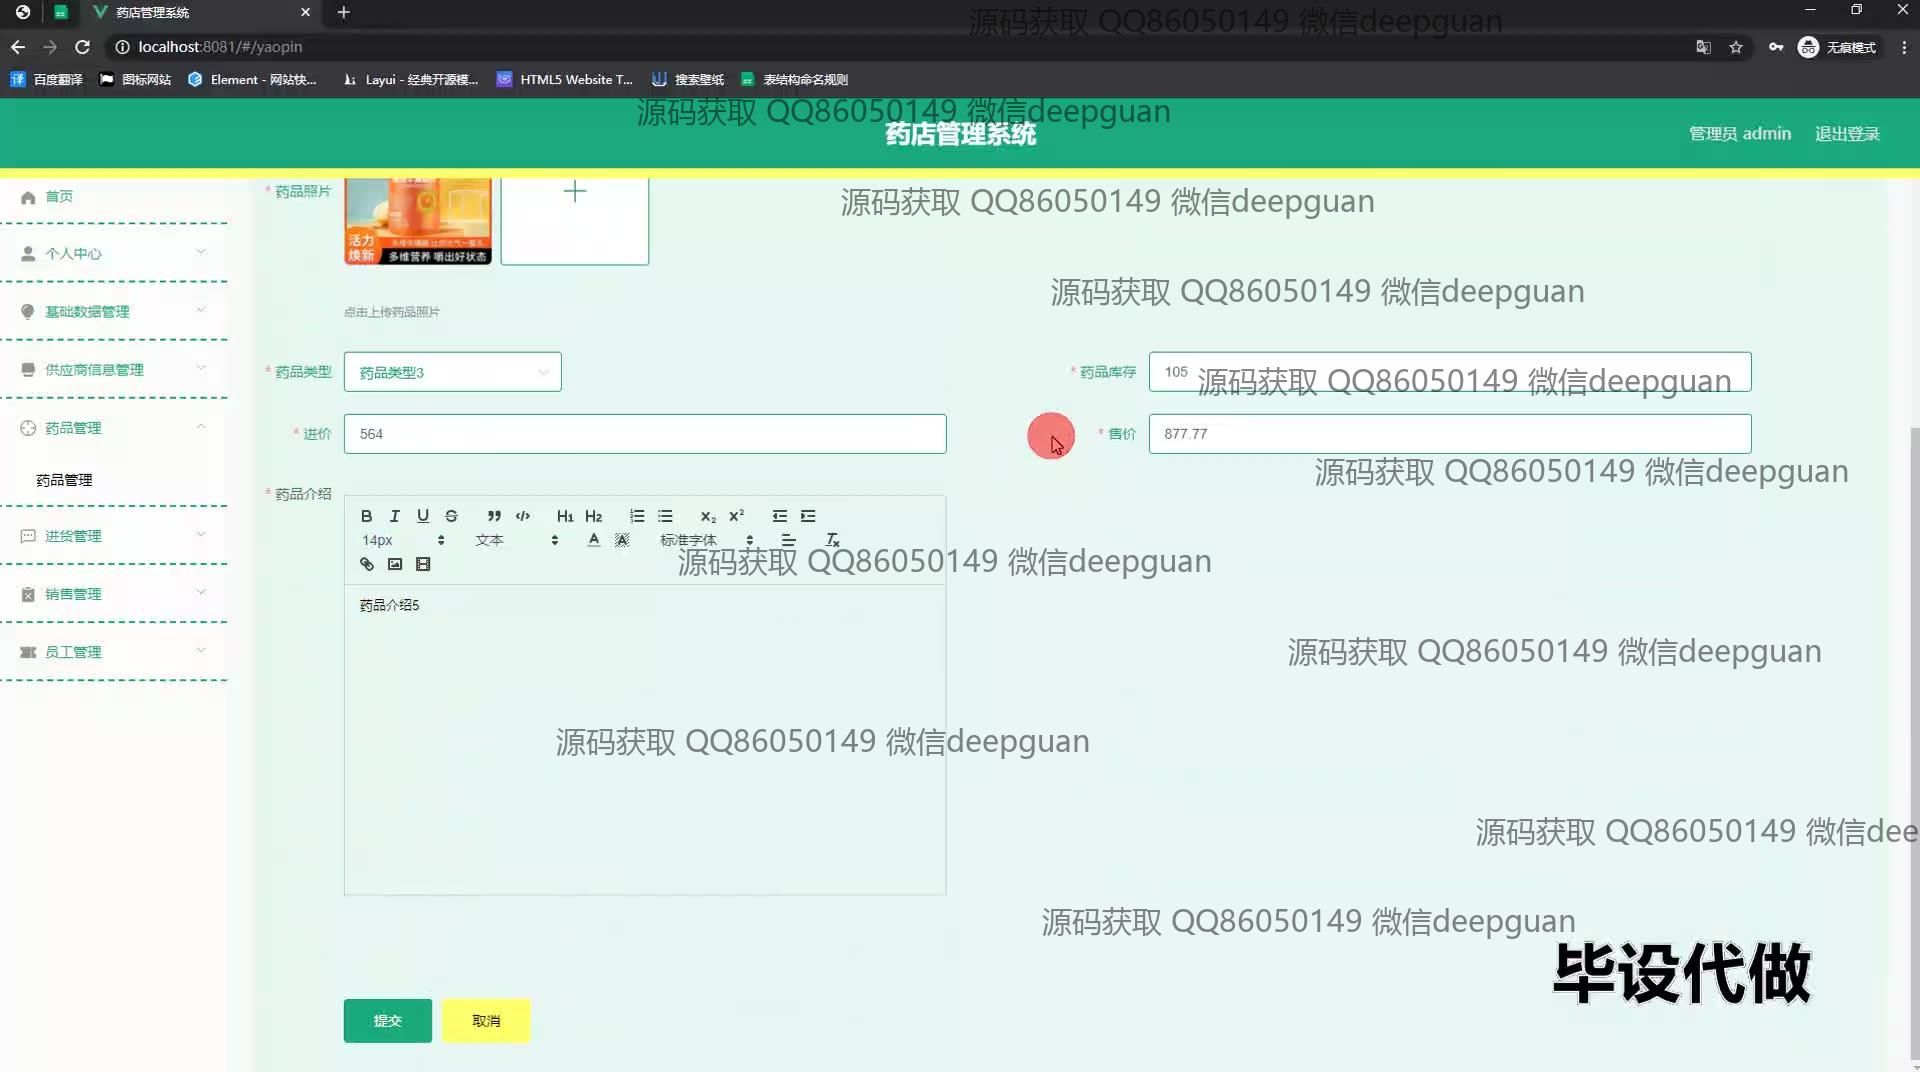 药店管理系统
源码获取 QQ86050149 微信deepguan
localhost:8081/#/yaopin
无痕模式
百度翻译
图标网站
Element - 网站快...
Layui - 经典开源模...
HTML5 Website T...
搜索壁纸
表结构命名规则
源码获取 QQ86050149 微信deepguan
药店管理系统
管理员 admin
退出登录
首页
* 药品照片
源码获取 QQ86050149 微信deepguan
活力
焕新
多维营养 嚼出好状态
个人中心
源码获取 QQ86050149 微信deepguan
基础数据管理
点击上传药品照片
供应商信息管理
* 药品类型
药品类型3
* 药品库存
105
源码获取 QQ86050149 微信deepguan
药品管理
* 进价
564
* 售价
877.77
药品管理
源码获取 QQ86050149 微信deepguan
* 药品介绍
B I U S H1 H2 X2 X2
14px
文本
标准字体
进货管理
源码获取 QQ86050149 微信deepguan
销售管理
药品介绍5
员工管理
源码获取 QQ86050149 微信deepguan
源码获取 QQ86050149 微信deepguan
源码获取 QQ86050149 微信dee
源码获取 QQ86050149 微信deepguan
毕设代做
提交
取消